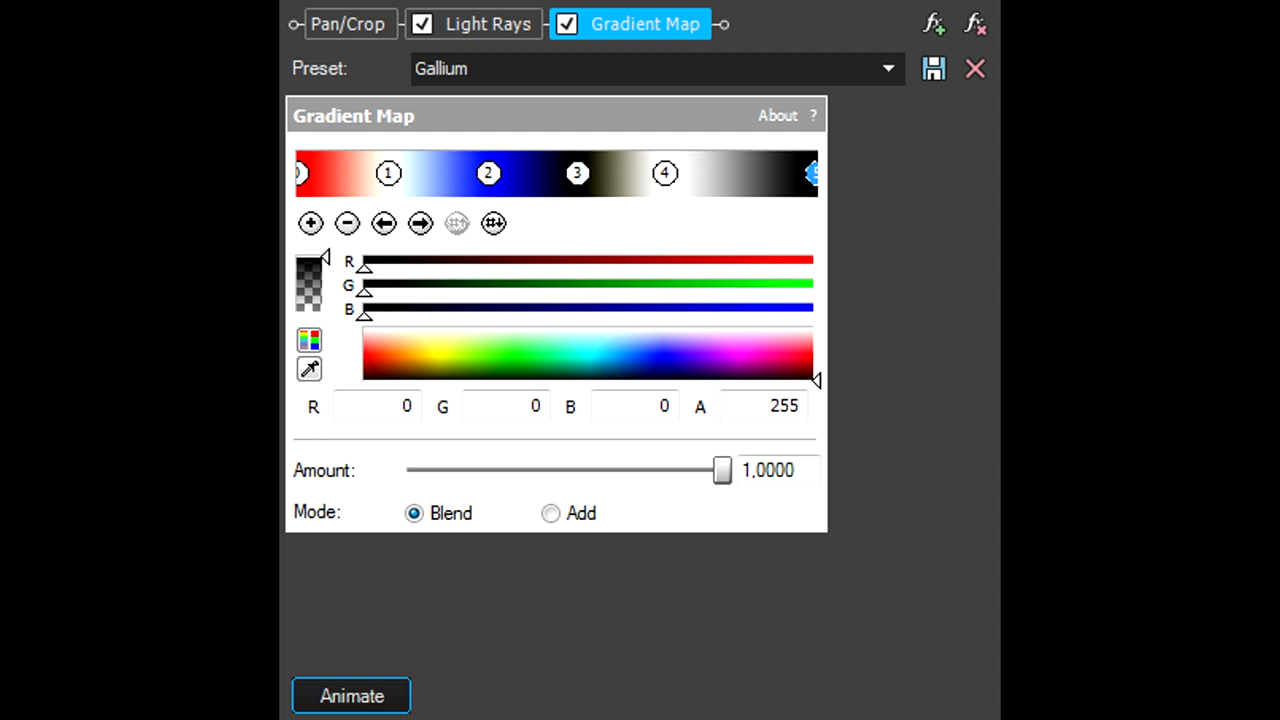 Pan/Crop Light Rays Gradient Map
Preset: Gallium
Gradient Map About ?
1 2 3 4 5
R
G
B
R 0 G 0 B 0 A 255
Amount: 1,0000
Mode: Blend Add
Animate